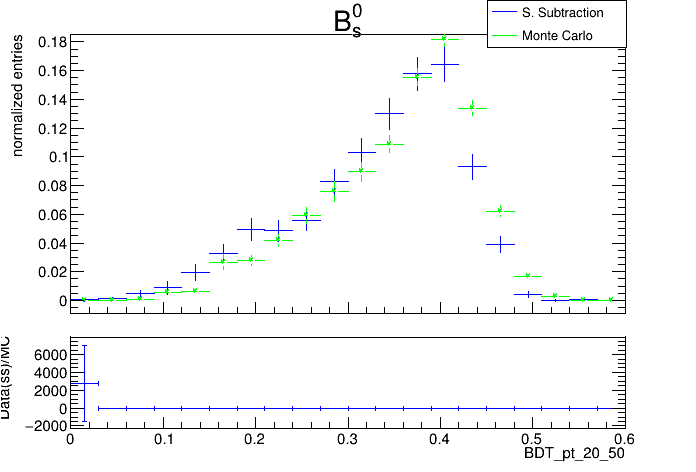 B_s^0
S. Subtraction
Monte Carlo
normalized entries
0.18
0.16
0.14
0.12
0.1
0.08
0.06
0.04
0.02
0
Data(ss)/MC
6000
4000
2000
0
−2000
0 0.1 0.2 0.3 0.4 0.5 0.6
BDT_pt_20_50